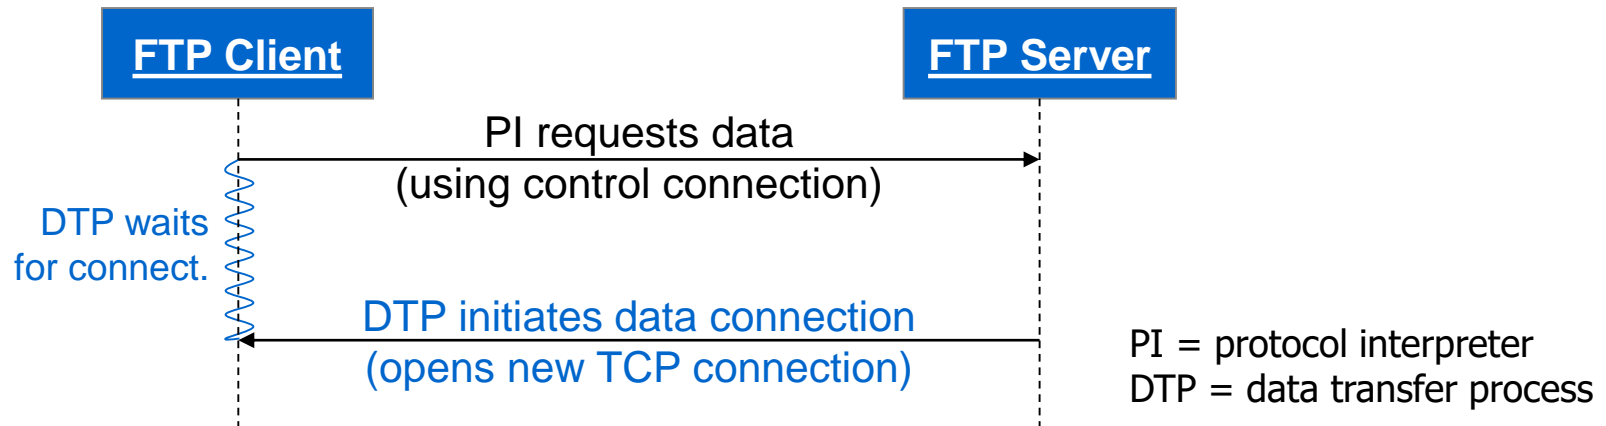 FTP Client
FTP Server
PI requests data
(using control connection)
DTP waits
for connect.
DTP initiates data connection
(opens new TCP connection)
PI = protocol interpreter
DTP = data transfer process